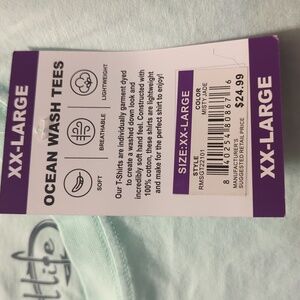 XX-LARGE
OCEAN WASH TEES
LIGHTWEIGHT
BREATHABLE
SOFT
Our T-Shirts are individually garment dyed
to create a washed down look and
incredibly soft hand feel. Constructed with
100% cotton, these shirts are lightweight
and make for the perfect shirt to enjoy!
SIZE:XX-LARGE
STYLE
RMSGT322101
COLOR
MISTY JADE
MANUFACTURER'S
SUGGESTED RETAIL PRICE
$24.99
XX-LARGE
life